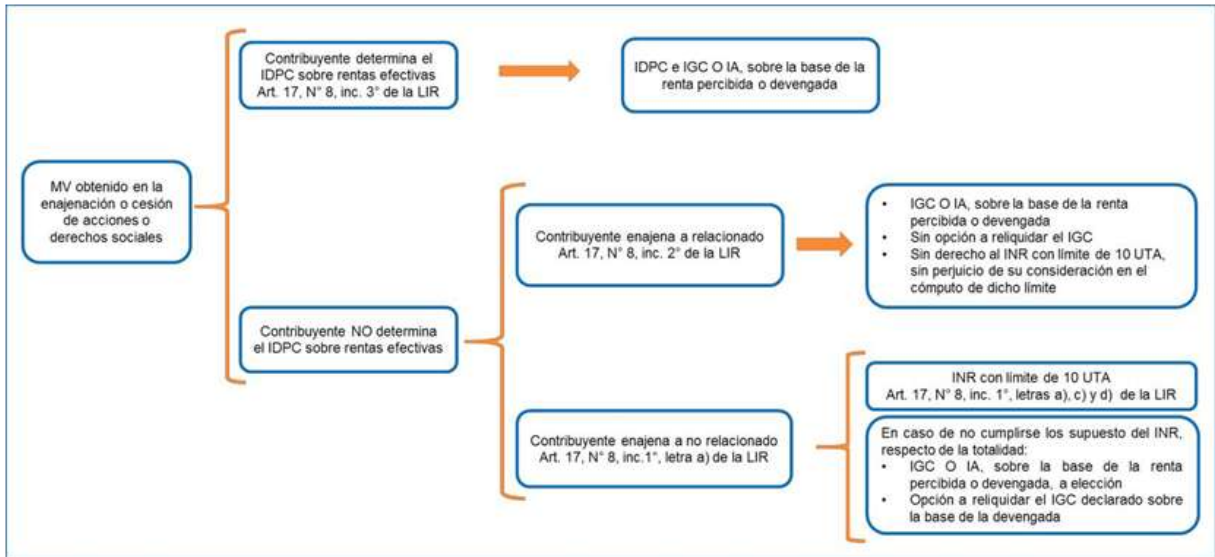 MV obtenido en la
enajenación o cesión
de acciones o
derechos sociales
Contribuyente determina el
IDPC sobre rentas efectivas
Art. 17, N° 8, inc. 3° de la LIR
IDPC e IGC O IA, sobre la base de la
renta percibida o devengada
Contribuyente NO determina
el IDPC sobre rentas efectivas
Contribuyente enajena a relacionado
Art. 17, N° 8, inc. 2° de la LIR
• IGC O IA, sobre la base de la renta
percibida o devengada
• Sin opción a reliquidar el IGC
• Sin derecho al INR con límite de 10 UTA,
sin perjuicio de su consideración en el
cómputo de dicho límite
Contribuyente enajena a no relacionado
Art. 17, N° 8, inc.1°, letra a) de la LIR
INR con límite de 10 UTA
Art. 17, N° 8, inc. 1°, letras a), c) y d) de la LIR
En caso de no cumplirse los supuesto del INR,
respecto de la totalidad:
• IGC O IA, sobre la base de la renta
percibida o devengada, a elección
• Opción a reliquidar el IGC declarado sobre
la base de la devengada